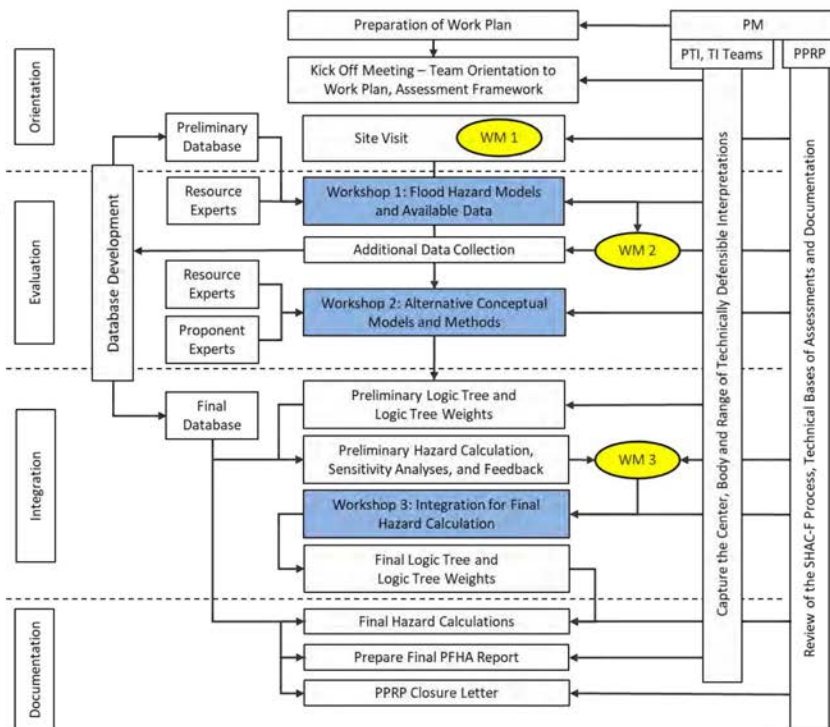 Preparation of Work Plan
PM
PTI, TI Teams
PPRP
Kick Off Meeting – Team Orientation to
Work Plan, Assessment Framework
Orientation
Preliminary
Database
Site Visit
WM 1
Resource
Experts
Workshop 1: Flood Hazard Models
and Available Data
Additional Data Collection
WM 2
Evaluation
Database Development
Resource
Experts
Proponent
Experts
Workshop 2: Alternative Conceptual
Models and Methods
Capture the Center, Body and Range of Technically Defensible Interpretations
Review of the SHAC-F Process, Technical Bases of Assessments and Documentation
Final
Database
Preliminary Logic Tree and
Logic Tree Weights
Integration
Preliminary Hazard Calculation,
Sensitivity Analyses, and Feedback
WM 3
Workshop 3: Integration for Final
Hazard Calculation
Final Logic Tree and
Logic Tree Weights
Documentation
Final Hazard Calculations
Prepare Final PFHA Report
PPRP Closure Letter